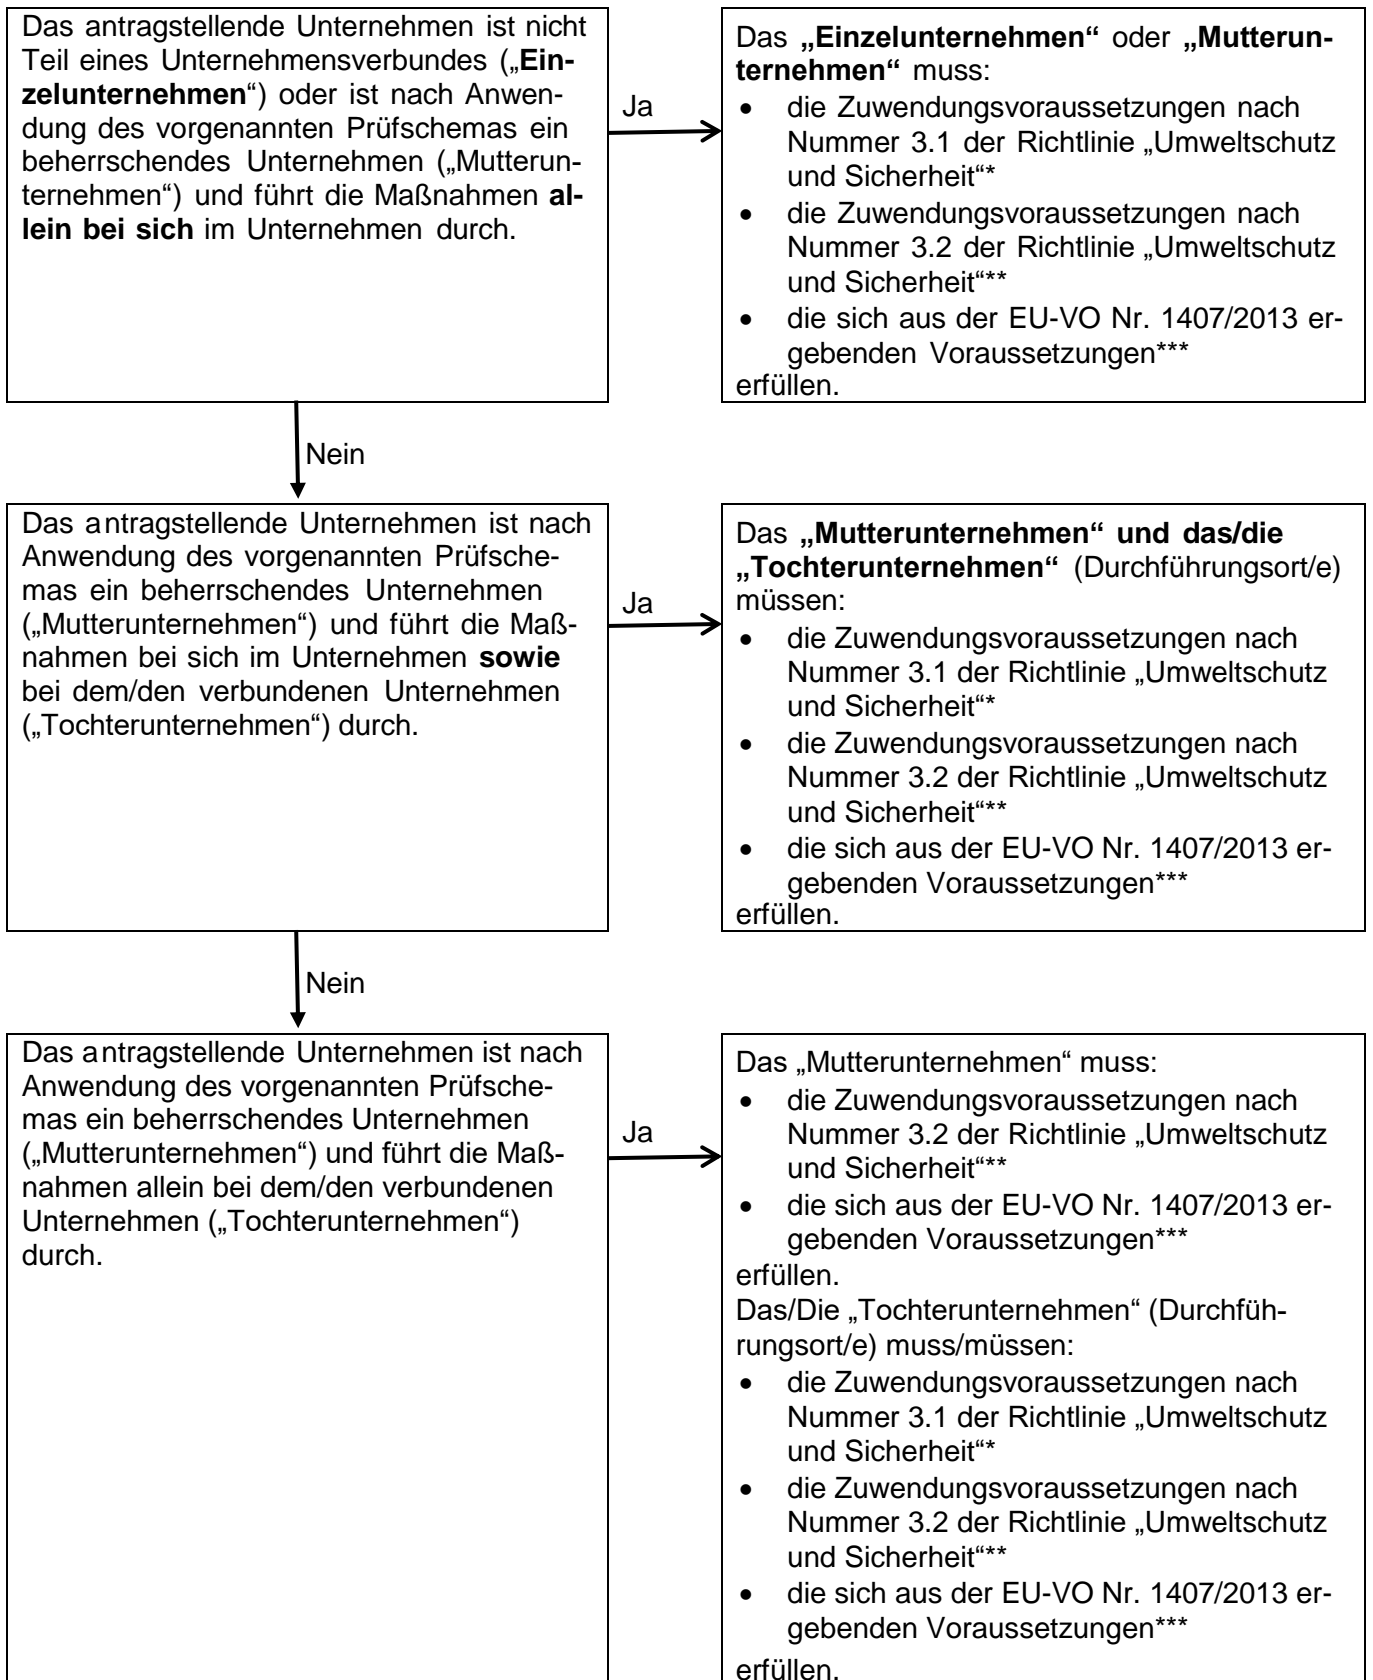 Das antragstellende Unternehmen ist nicht
Teil eines Unternehmensverbundes („Ein-
zelunternehmen“) oder ist nach Anwen-
dung des vorgenannten Prüfschemas ein
beherrschendes Unternehmen („Mutterun-
ternehmen“) und führt die Maßnahmen al-
lein bei sich im Unternehmen durch.
Ja
Das „Einzelunternehmen“ oder „Mutterun-
ternehmen“ muss:
• die Zuwendungsvoraussetzungen nach
Nummer 3.1 der Richtlinie „Umweltschutz
und Sicherheit“*
• die Zuwendungsvoraussetzungen nach
Nummer 3.2 der Richtlinie „Umweltschutz
und Sicherheit“**
• die sich aus der EU-VO Nr. 1407/2013 er-
gebenden Voraussetzungen***
erfüllen.
Nein
Das antragstellende Unternehmen ist nach
Anwendung des vorgenannten Prüfsche-
mas ein beherrschendes Unternehmen
(„Mutterunternehmen“) und führt die Maß-
nahmen bei sich im Unternehmen sowie
bei dem/den verbundenen Unternehmen
(„Tochterunternehmen“) durch.
Ja
Das „Mutterunternehmen“ und das/die
„Tochterunternehmen“ (Durchführungsort/e)
müssen:
• die Zuwendungsvoraussetzungen nach
Nummer 3.1 der Richtlinie „Umweltschutz
und Sicherheit“*
• die Zuwendungsvoraussetzungen nach
Nummer 3.2 der Richtlinie „Umweltschutz
und Sicherheit“**
• die sich aus der EU-VO Nr. 1407/2013 er-
gebenden Voraussetzungen***
erfüllen.
Nein
Das antragstellende Unternehmen ist nach
Anwendung des vorgenannten Prüfsche-
mas ein beherrschendes Unternehmen
(„Mutterunternehmen“) und führt die Maß-
nahmen allein bei dem/den verbundenen
Unternehmen („Tochterunternehmen“)
durch.
Ja
Das „Mutterunternehmen“ muss:
• die Zuwendungsvoraussetzungen nach
Nummer 3.2 der Richtlinie „Umweltschutz
und Sicherheit“**
• die sich aus der EU-VO Nr. 1407/2013 er-
gebenden Voraussetzungen***
erfüllen.
Das/Die „Tochterunternehmen“ (Durchfüh-
rungsort/e) muss/müssen:
• die Zuwendungsvoraussetzungen nach
Nummer 3.1 der Richtlinie „Umweltschutz
und Sicherheit“*
• die Zuwendungsvoraussetzungen nach
Nummer 3.2 der Richtlinie „Umweltschutz
und Sicherheit“**
• die sich aus der EU-VO Nr. 1407/2013 er-
gebenden Voraussetzungen***
erfüllen.